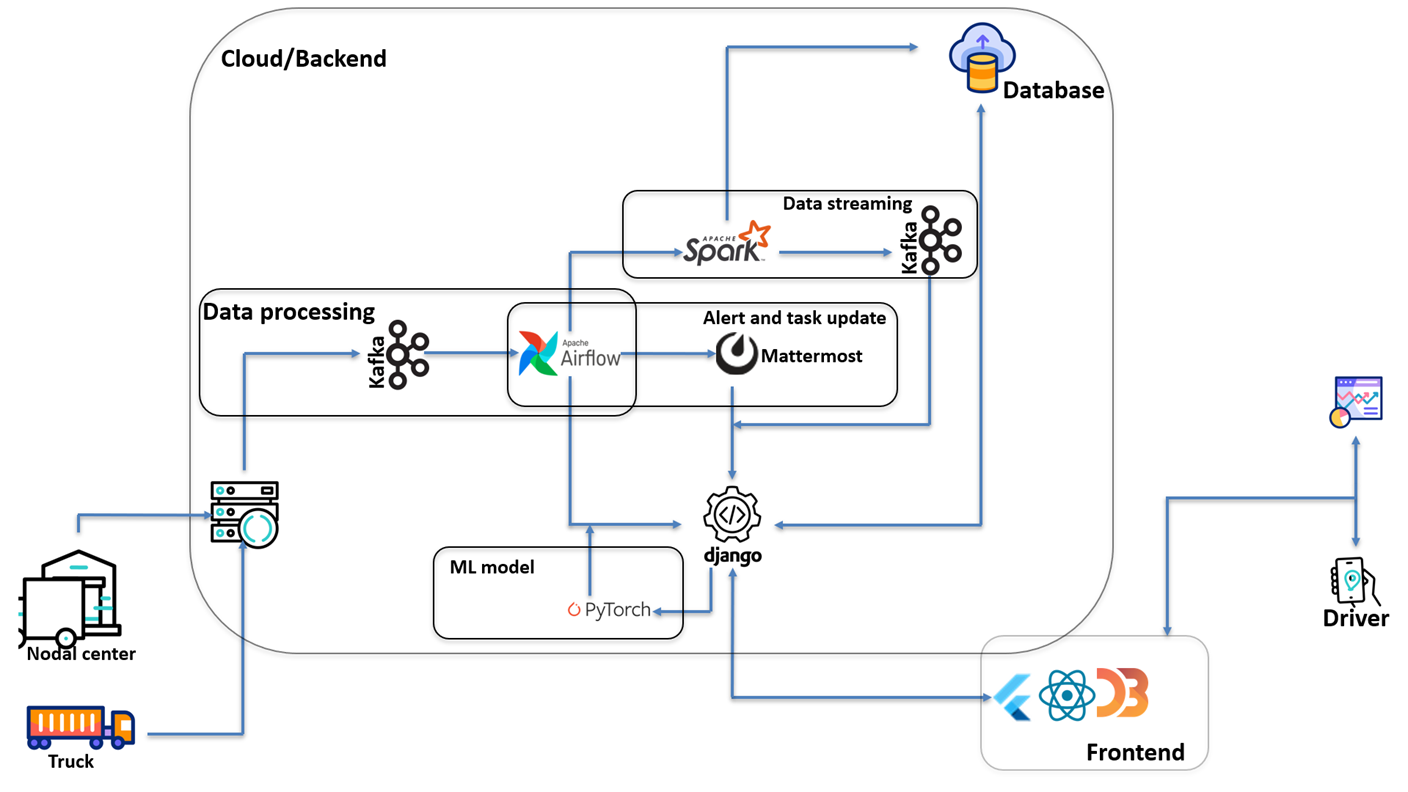 Cloud/Backend
Database
Data streaming
APACHE
Spark
Kafka
Data processing
Alert and task update
Kafka
Apache
Airflow
Mattermost
django
ML model
PyTorch
Nodal center
Driver
Truck
Frontend